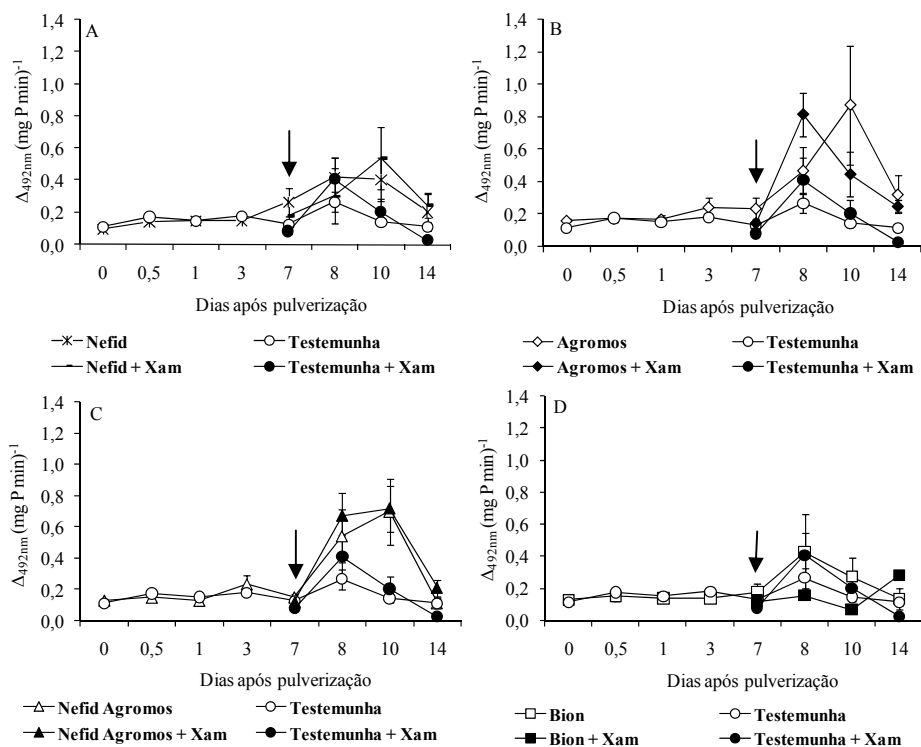 A
1,4
1,2
1,0
0,8
0,6
0,4
0,2
0,0
Δ492nm (mg P min)-1
0 0,5 1 3 7 8 10 14
Dias após pulverização
Nefid Testemunha
Nefid + Xam Testemunha + Xam
B
1,4
1,2
1,0
0,8
0,6
0,4
0,2
0,0
Δ492nm (mg P min)-1
0 0,5 1 3 7 8 10 14
Dias após pulverização
Agromos Testemunha
Agromos + Xam Testemunha + Xam
C
1,4
1,2
1,0
0,8
0,6
0,4
0,2
0,0
Δ492nm (mg P min)-1
0 0,5 1 3 7 8 10 14
Dias após pulverização
Nefid Agromos Testemunha
Nefid Agromos + Xam Testemunha + Xam
D
1,4
1,2
1,0
0,8
0,6
0,4
0,2
0,0
Δ492nm (mg P min)-1
0 0,5 1 3 7 8 10 14
Dias após pulverização
Bion Testemunha
Bion + Xam Testemunha + Xam